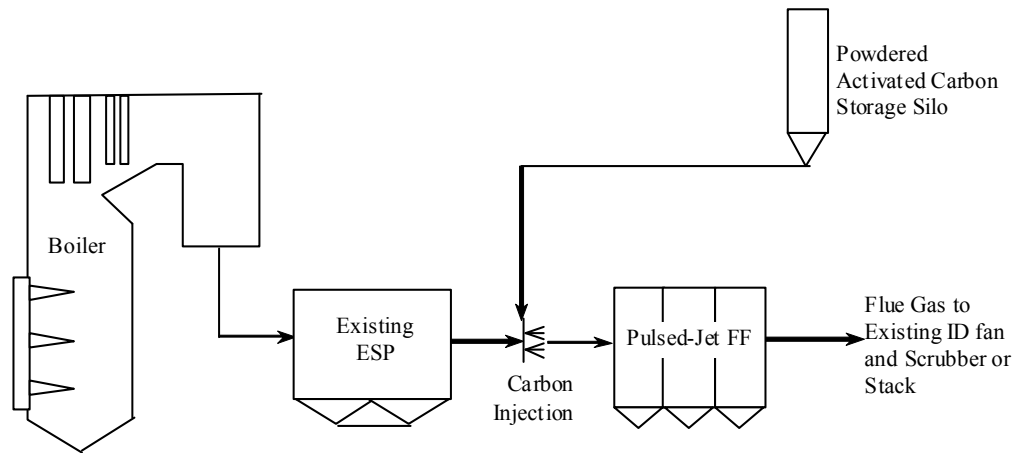 Powdered
Activated Carbon
Storage Silo
Boiler
Existing
ESP
Carbon
Injection
Pulsed-Jet FF
Flue Gas to
Existing ID fan
and Scrubber or
Stack